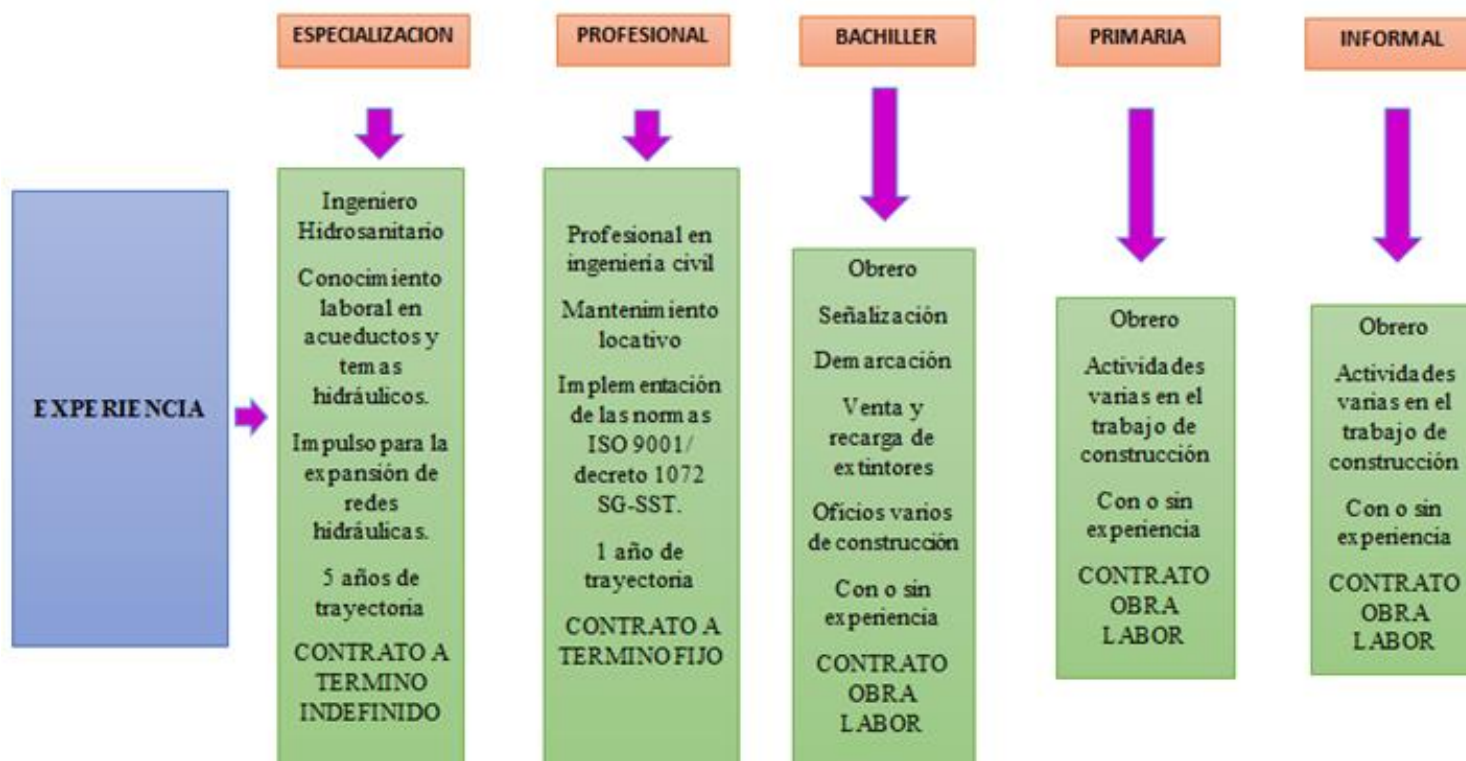 ESPECIALIZACION
PROFESIONAL
BACHILLER
PRIMARIA
INFORMAL
EXPERIENCIA
Ingeniero
Hidrosanitario
Conocimiento
laboral en
acueductos y
temas
hidráulicos.
Impulso para la
expansión de
redes
hidráulicas.
5 años de
trayectoria
CONTRATO A
TERMINO
INDEFINIDO
Profesional en
ingeniería civil
Mantenimiento
locativo
Implementación
de las normas
ISO 9001/
decreto 1072
SG-SST.
1 año de
trayectoria
CONTRATO A
TERMINO FIJO
Obrero
Señalización
Demarcación
Venta y
recarga de
extintores
Oficios varios
de construcción
Con o sin
experiencia
CONTRATO
OBRA
LABOR
Obrero
Actividades
varias en el
trabajo de
construcción
Con o sin
experiencia
CONTRATO
OBRA
LABOR
Obrero
Actividades
varias en el
trabajo de
construcción
Con o sin
experiencia
CONTRATO
OBRA
LABOR